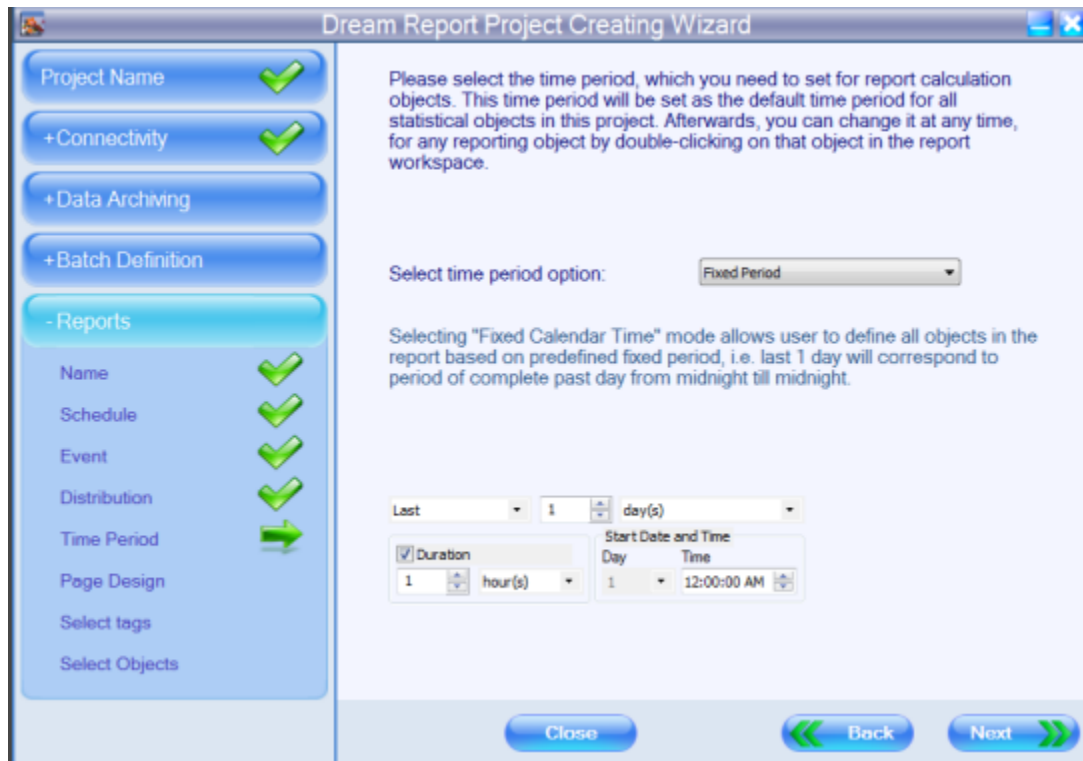 Dream Report Project Creating Wizard
Project Name
+Connectivity
+Data Archiving
+Batch Definition
- Reports
Name
Schedule
Event
Distribution
Time Period
Page Design
Select tags
Select Objects
Please select the time period, which you need to set for report calculation
objects. This time period will be set as the default time period for all
statistical objects in this project. Afterwards, you can change it at any time,
for any reporting object by double-clicking on that object in the report
workspace.
Select time period option: Fixed Period
Selecting "Fixed Calendar Time" mode allows user to define all objects in the
report based on predefined fixed period, i.e. last 1 day will correspond to
period of complete past day from midnight till midnight.
Last 1 day(s)
Duration
1 hour(s)
Start Date and Time
Day Time
1 12:00:00 AM
Close Back Next